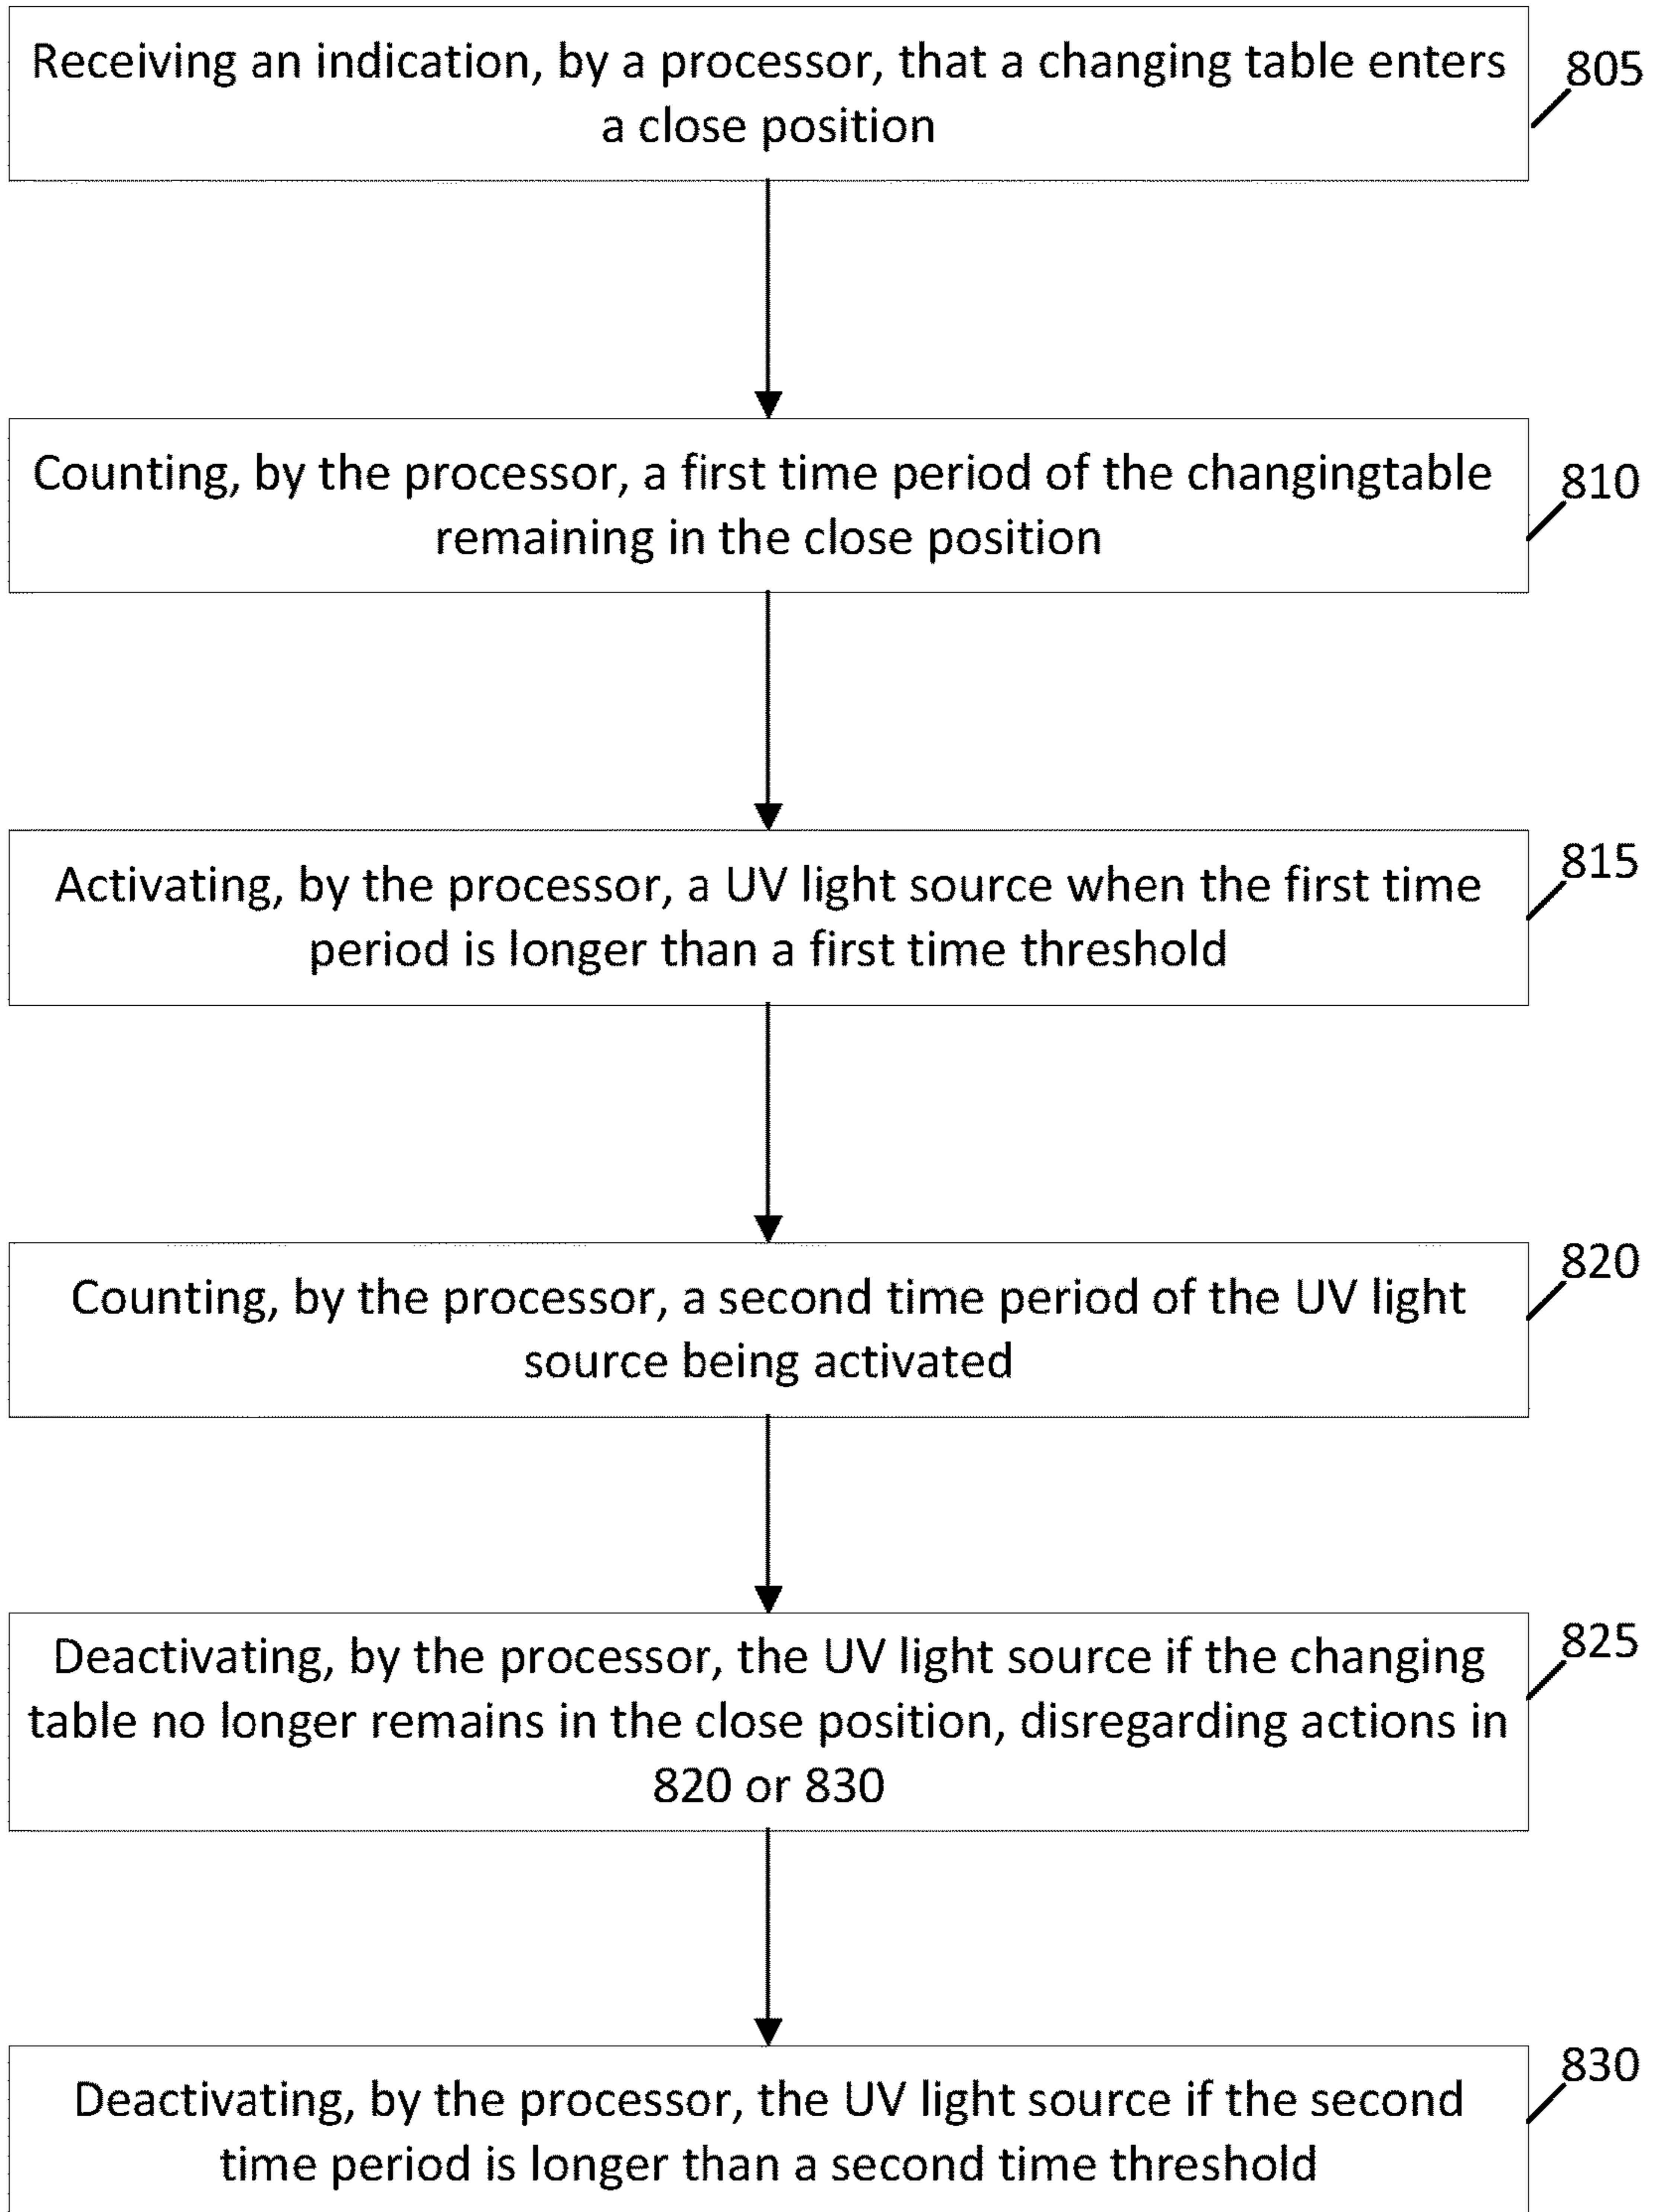 Receiving an indication, by a processor, that a changing table enters
a close position
805
Counting, by the processor, a first time period of the changingtable
remaining in the close position
810
Activating, by the processor, a UV light source when the first time
period is longer than a first time threshold
815
Counting, by the processor, a second time period of the UV light
source being activated
820
Deactivating, by the processor, the UV light source if the changing
table no longer remains in the close position, disregarding actions in
820 or 830
825
Deactivating, by the processor, the UV light source if the second
time period is longer than a second time threshold
830